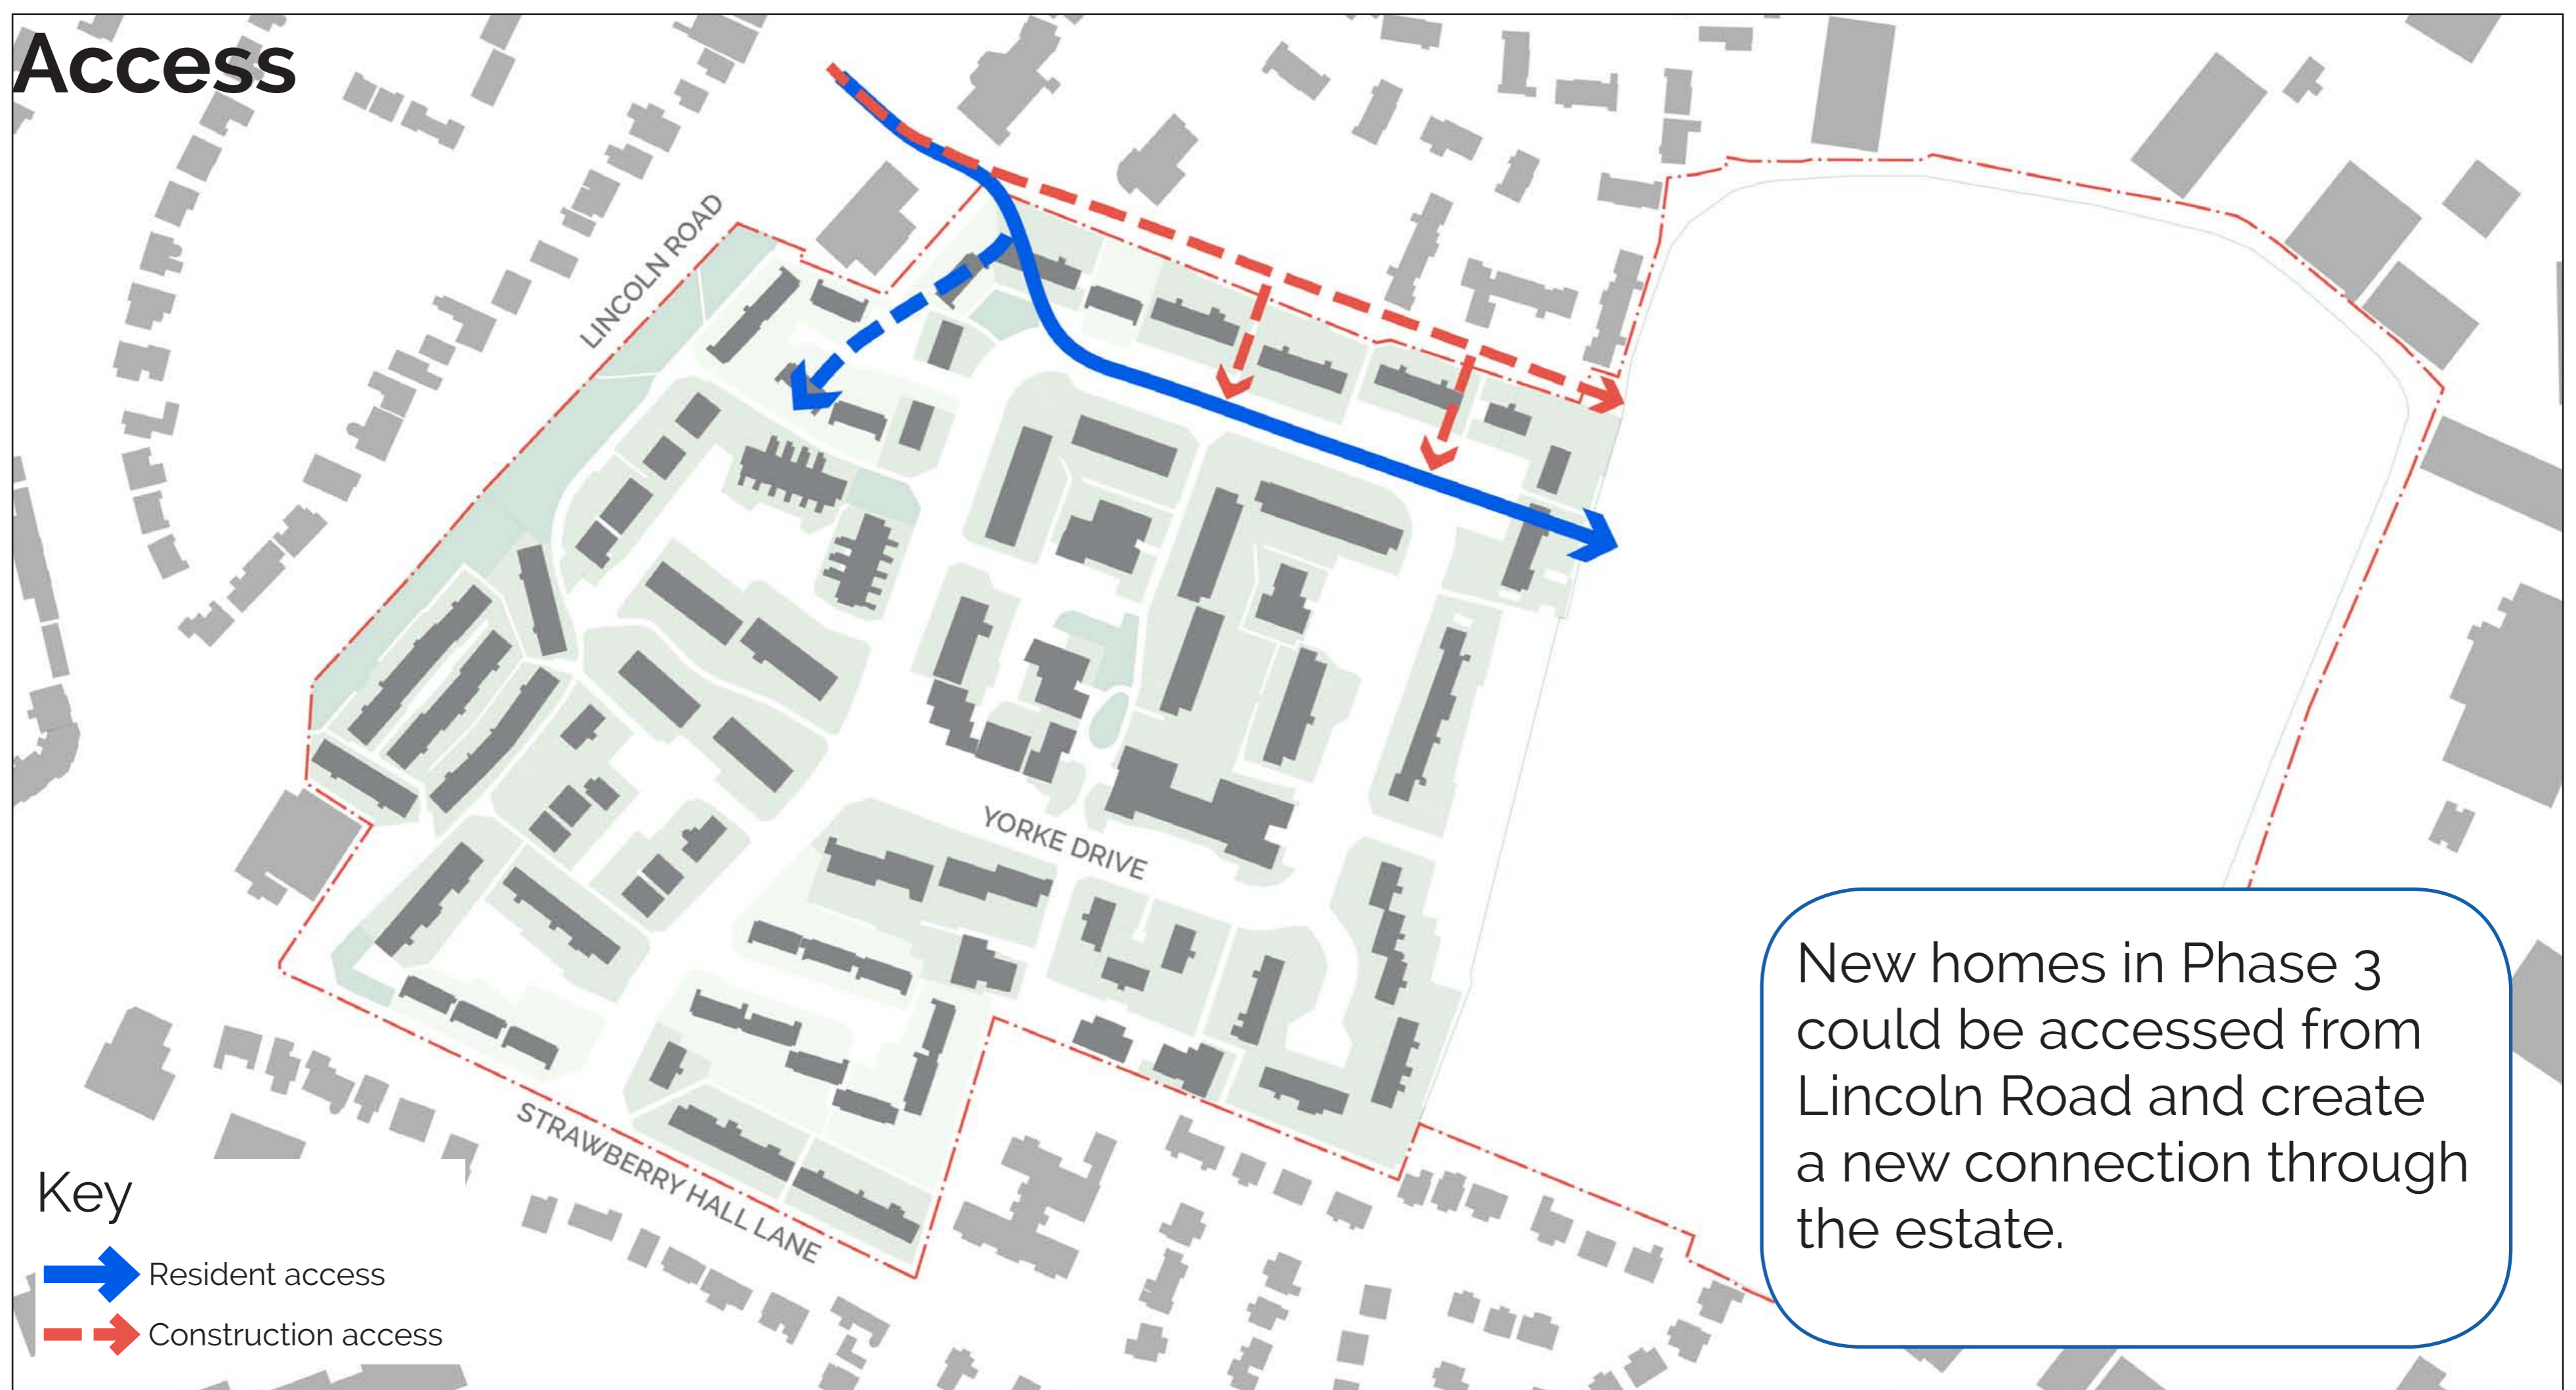 Access
LINCOLN ROAD
YORKE DRIVE
STRAWBERRY HALL LANE
New homes in Phase 3
could be accessed from
Lincoln Road and create
a new connection through
the estate.
Key
Resident access
Construction access